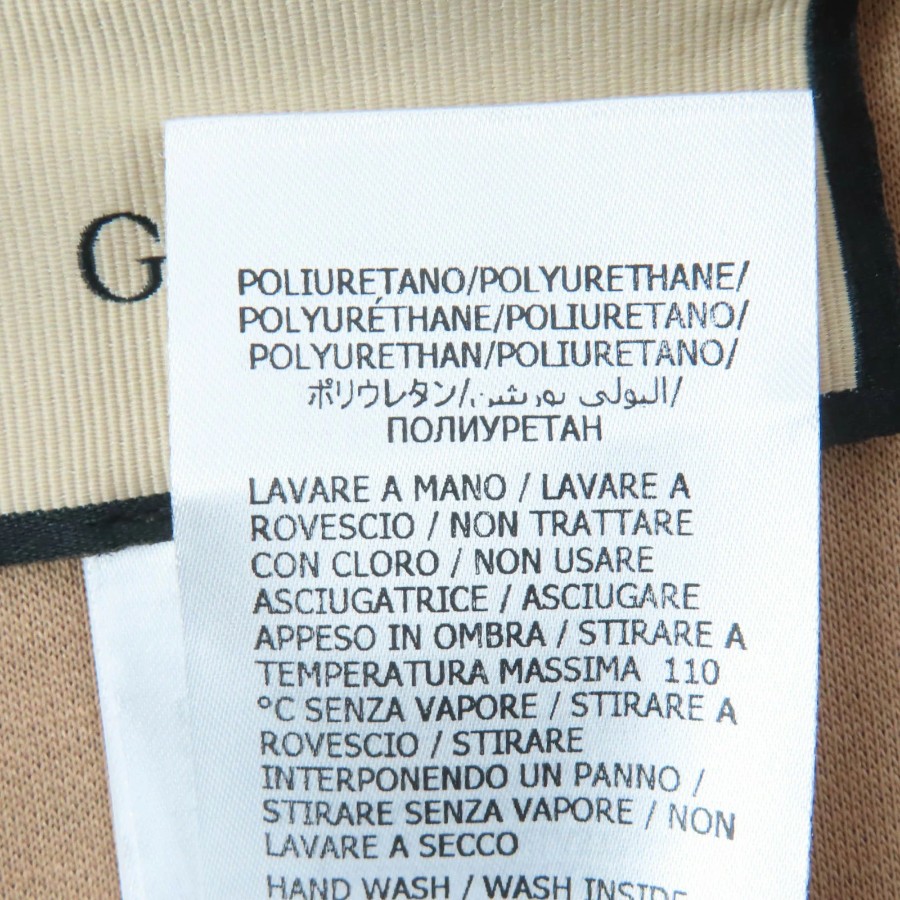 G
POLIURETANO/POLYURETHANE/
POLYURÉTHANE/POLIURETANO/
POLYURETHAN/POLIURETANO/
ポリウレタン/البولي يوريثين/
ПОЛИУРЕТАН
LAVARE A MANO / LAVARE A
ROVESCIO / NON TRATTARE
CON CLORO / NON USARE
ASCIUGATRICE / ASCIUGARE
APPESO IN OMBRA / STIRARE A
TEMPERATURA MASSIMA 110
°C SENZA VAPORE / STIRARE A
ROVESCIO / STIRARE
INTERPONENDO UN PANNO /
STIRARE SENZA VAPORE / NON
LAVARE A SECCO
HAND WASH / WASH INSIDE